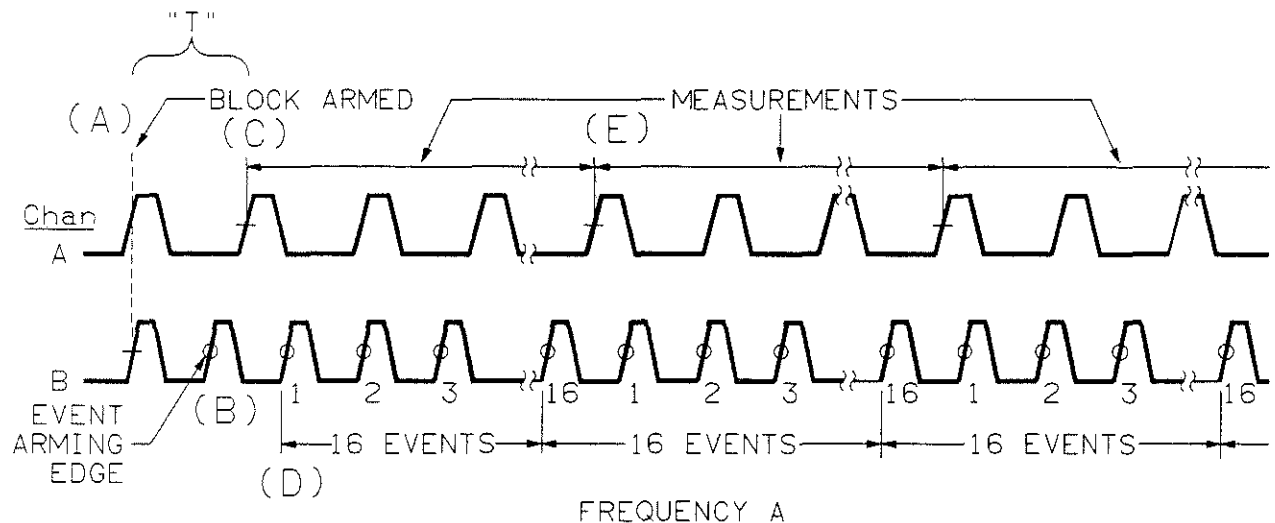 "T"
(A) BLOCK ARMED
(C)
MEASUREMENTS
(E)
Chan
A
B
1 2 3 16 1 2 3 16 1 2 3 16
(B)
EVENT
ARMING
EDGE
16 EVENTS 16 EVENTS 16 EVENTS
(D)
FREQUENCY A